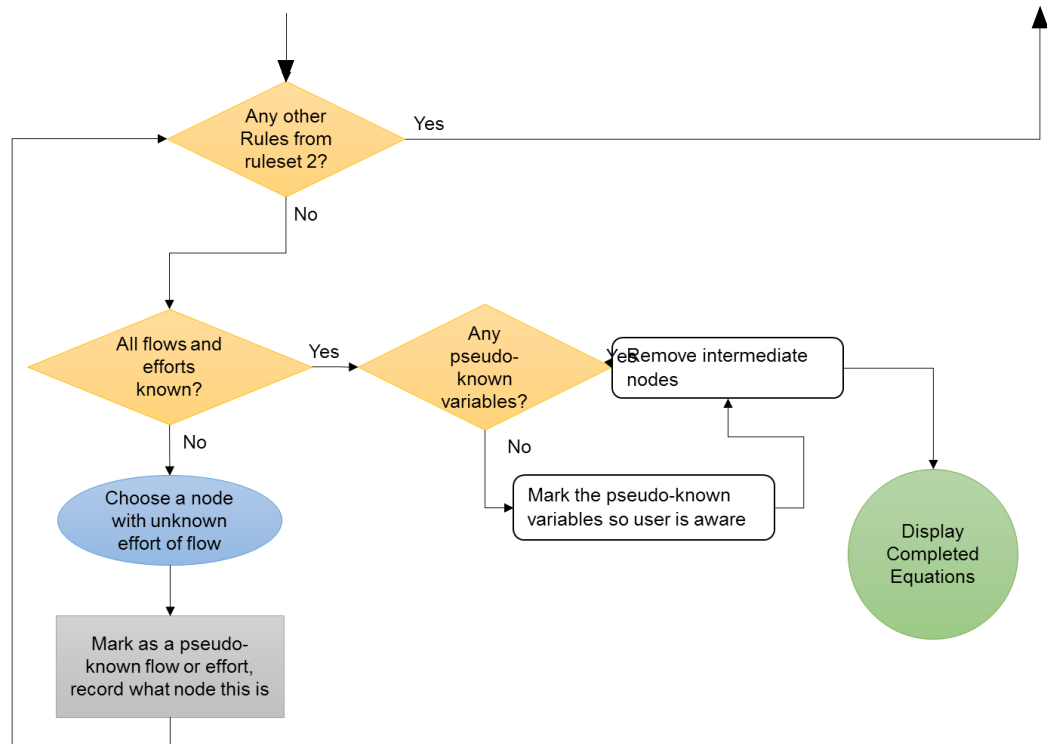 Any other
Rules from
ruleset 2?
Yes
No
All flows and
efforts
known?
Yes
Any
pseudo-
known
variables?
Yes
Remove intermediate
nodes
No
No
Choose a node
with unknown
effort of flow
Mark the pseudo-known
variables so user is aware
Display
Completed
Equations
Mark as a pseudo-
known flow or effort,
record what node this is